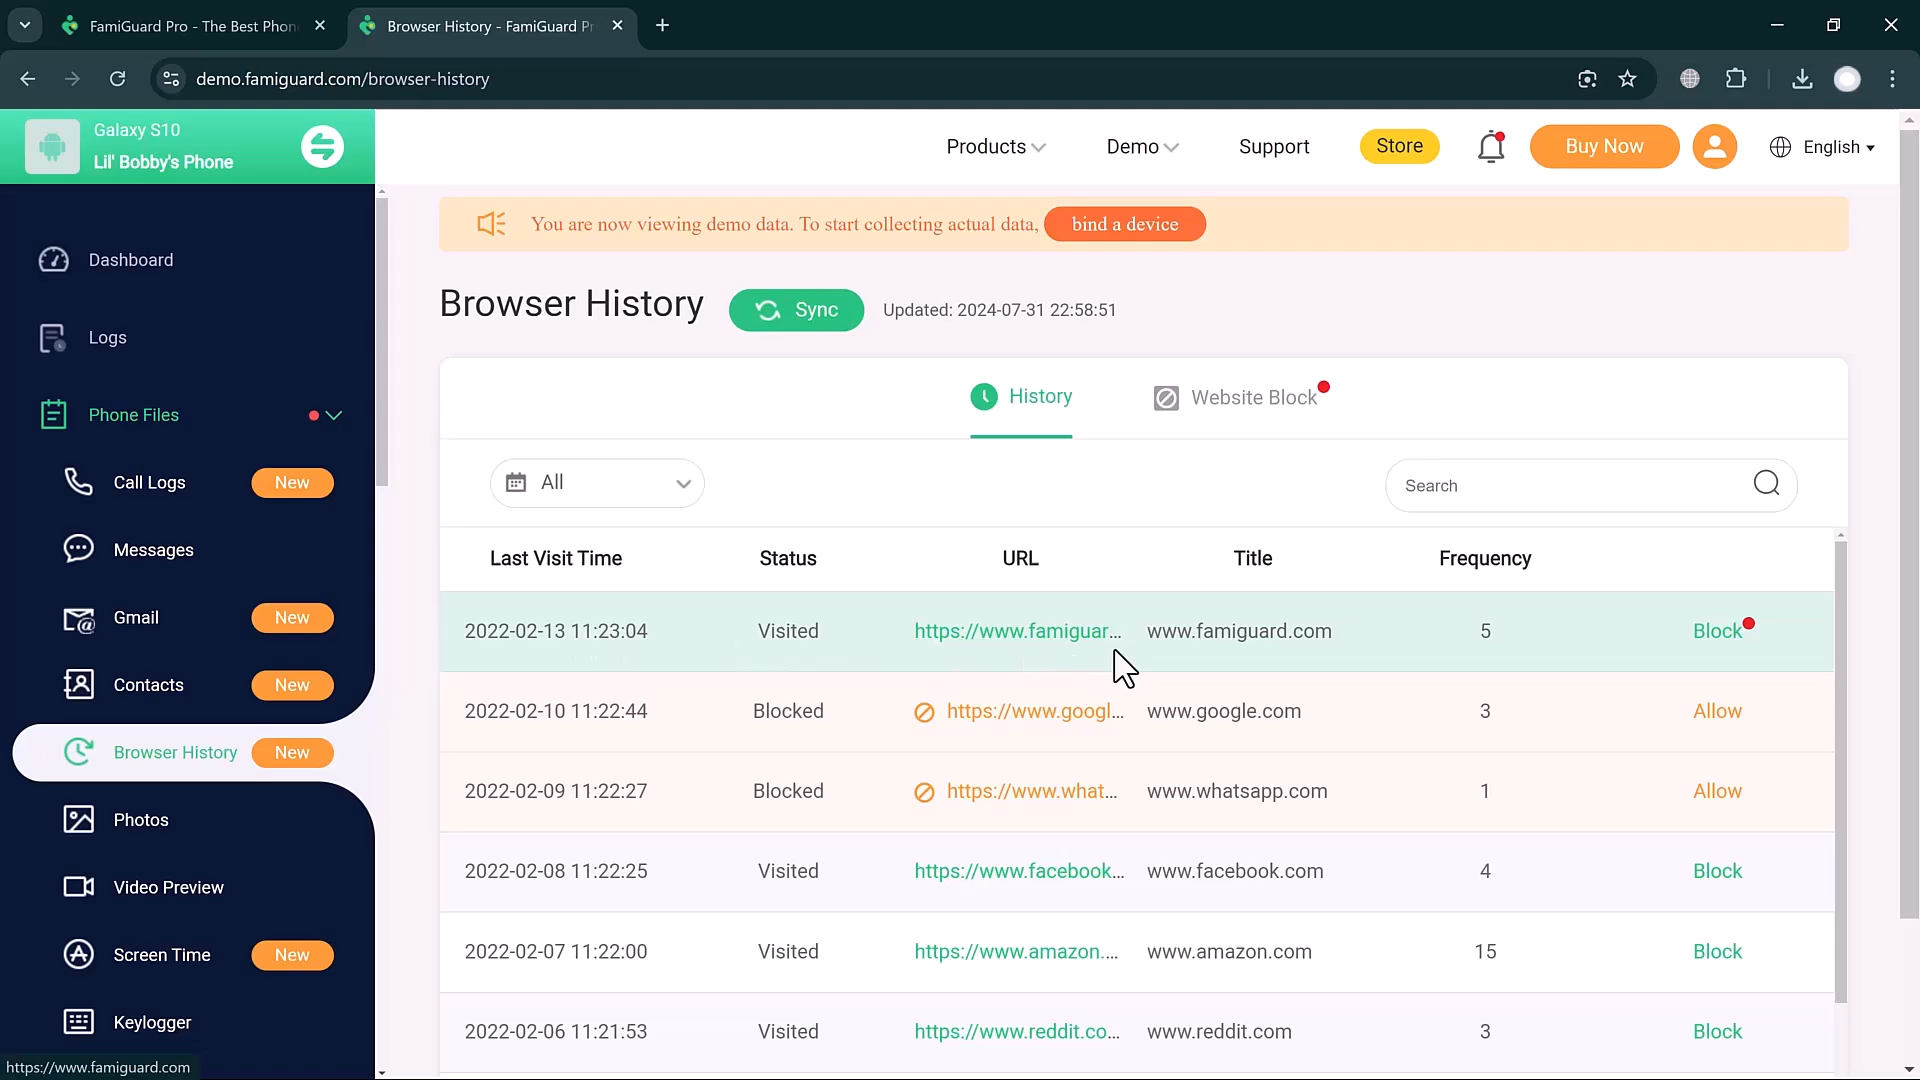 FamiGuard Pro - The Best Phon
Browser History - FamiGuard Pr
demo.famiguard.com/browser-history
Galaxy S10
Lil' Bobby's Phone
Products
Demo
Support
Store
Buy Now
English
You are now viewing demo data. To start collecting actual data, bind a device
Browser History
Sync
Updated: 2024-07-31 22:58:51
Dashboard
Logs
Phone Files
Call Logs New
Messages
Gmail New
Contacts New
Browser History New
Photos
Video Preview
Screen Time New
Keylogger
History
Website Block
All
Search
Last Visit Time Status URL Title Frequency
2022-02-13 11:23:04 Visited https://www.famiguar... www.famiguard.com 5 Block
2022-02-10 11:22:44 Blocked https://www.googl... www.google.com 3 Allow
2022-02-09 11:22:27 Blocked https://www.what... www.whatsapp.com 1 Allow
2022-02-08 11:22:25 Visited https://www.facebook... www.facebook.com 4 Block
2022-02-07 11:22:00 Visited https://www.amazon.... www.amazon.com 15 Block
2022-02-06 11:21:53 Visited https://www.reddit.co... www.reddit.com 3 Block
https://www.famiguard.com